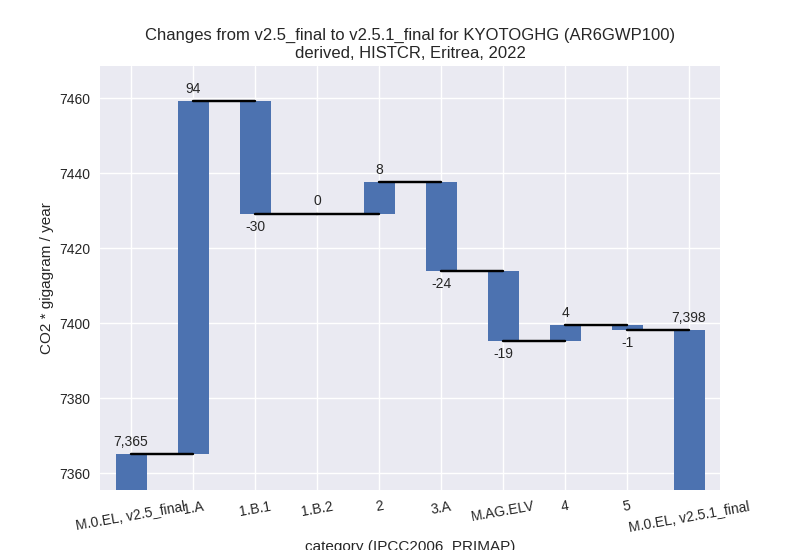 Changes from v2.5_final to v2.5.1_final for KYOTOGHG (AR6GWP100)
derived, HISTCR, Eritrea, 2022
CO2 * gigagram / year
7460
7440
7420
7400
7380
7360
7,365
94
-30
0
8
-24
-19
4
-1
7,398
M.0.EL, v2.5_final
1.A
1.B.1
1.B.2
2
3.A
M.AG.ELV
4
5
M.0.EL, v2.5.1_final
category (IPCC2006_PRIMAP)